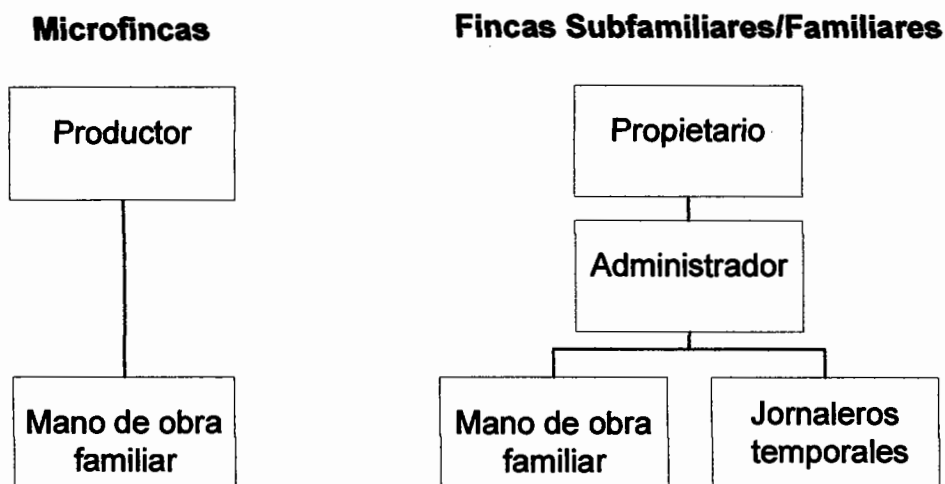 Microfincas
Productor
Mano de obra
familiar
Fincas Subfamiliares/Familiares
Propietario
Administrador
Mano de obra
familiar
Jornaleros
temporales